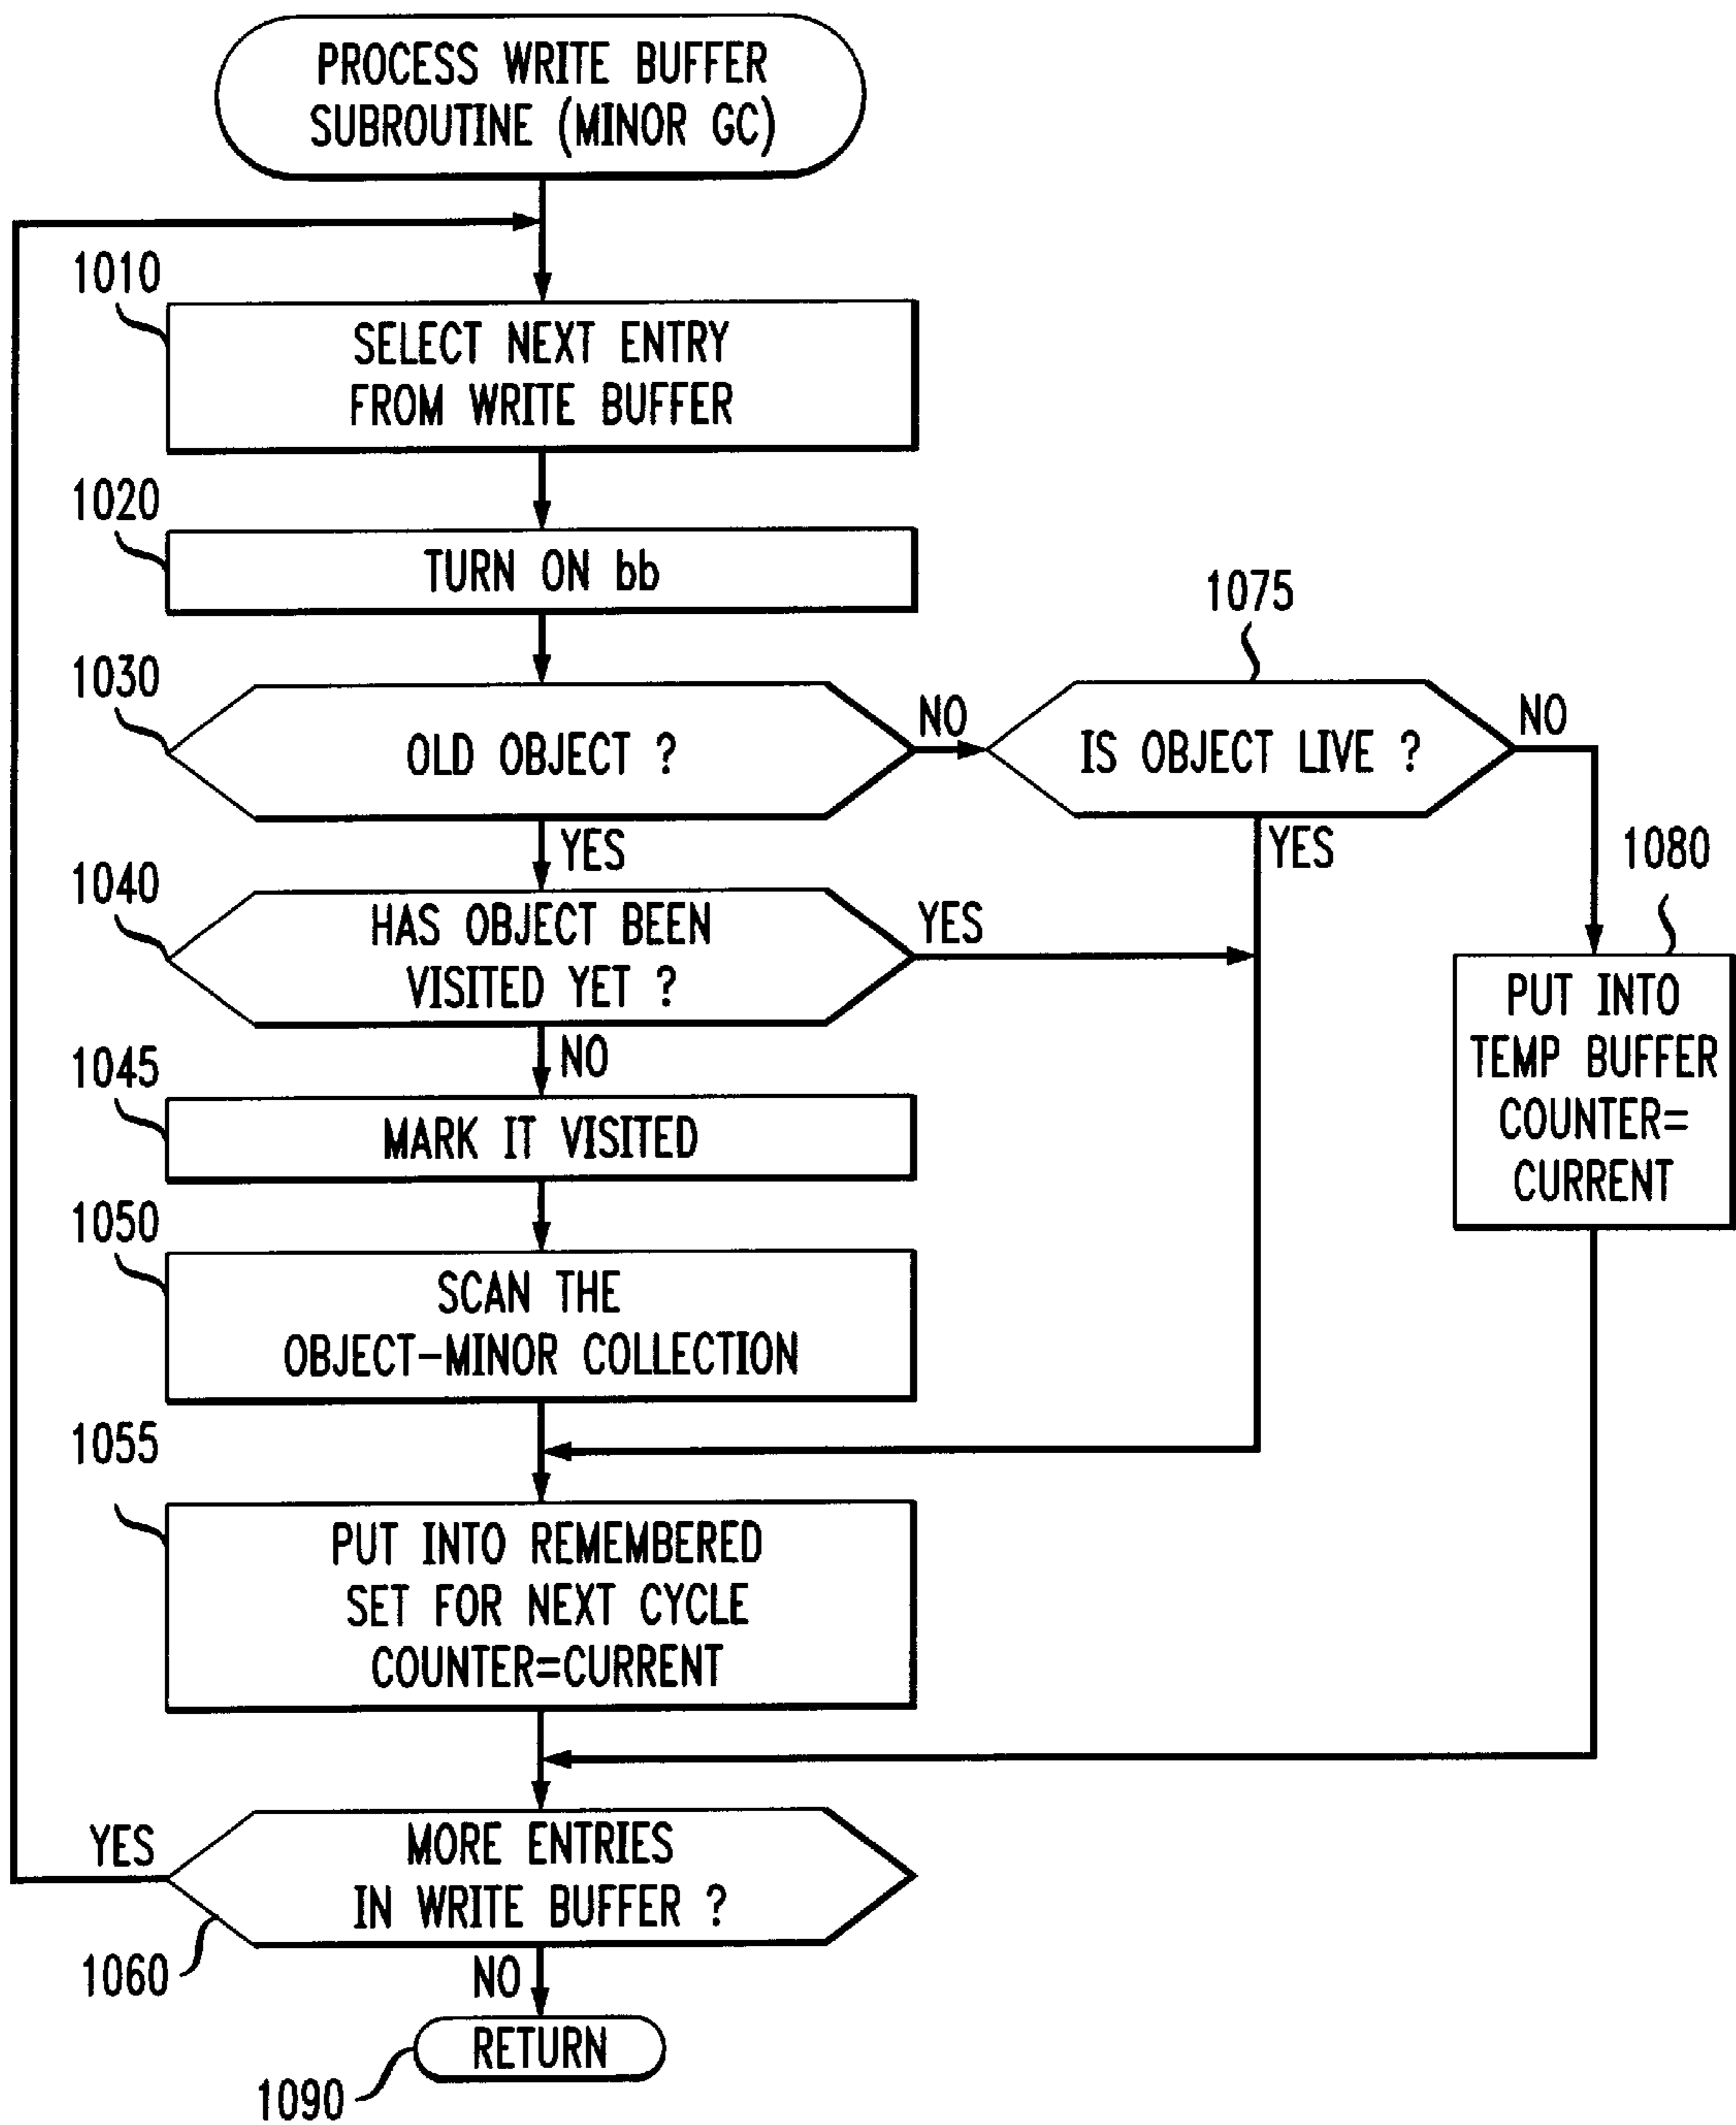 PROCESS WRITE BUFFER
SUBROUTINE (MINOR GC)
1010
SELECT NEXT ENTRY
FROM WRITE BUFFER
1020
TURN ON bb
1030
OLD OBJECT ?
NO
1075
IS OBJECT LIVE ?
NO
YES
YES
1040
HAS OBJECT BEEN
VISITED YET ?
YES
NO
1080
PUT INTO
TEMP BUFFER
COUNTER=
CURRENT
1045
MARK IT VISITED
1050
SCAN THE
OBJECT-MINOR COLLECTION
1055
PUT INTO REMEMBERED
SET FOR NEXT CYCLE
COUNTER=CURRENT
YES
MORE ENTRIES
IN WRITE BUFFER ?
1060
NO
RETURN
1090